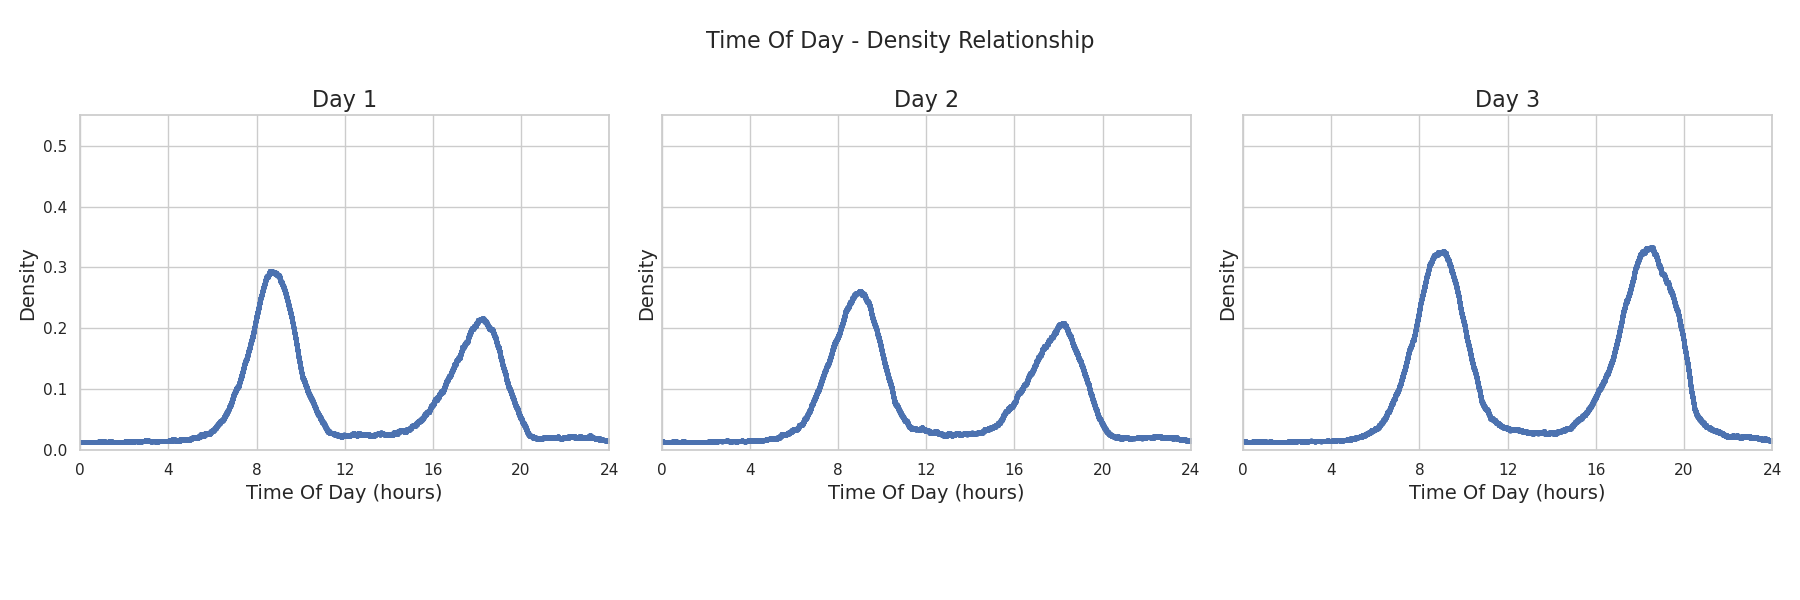 Time Of Day - Density Relationship
Day 1
Day 2
Day 3
0.5
0.4
0.3
0.2
0.1
0.0
Density
Density
Density
0 4 8 12 16 20 24
0 4 8 12 16 20 24
0 4 8 12 16 20 24
Time Of Day (hours)
Time Of Day (hours)
Time Of Day (hours)